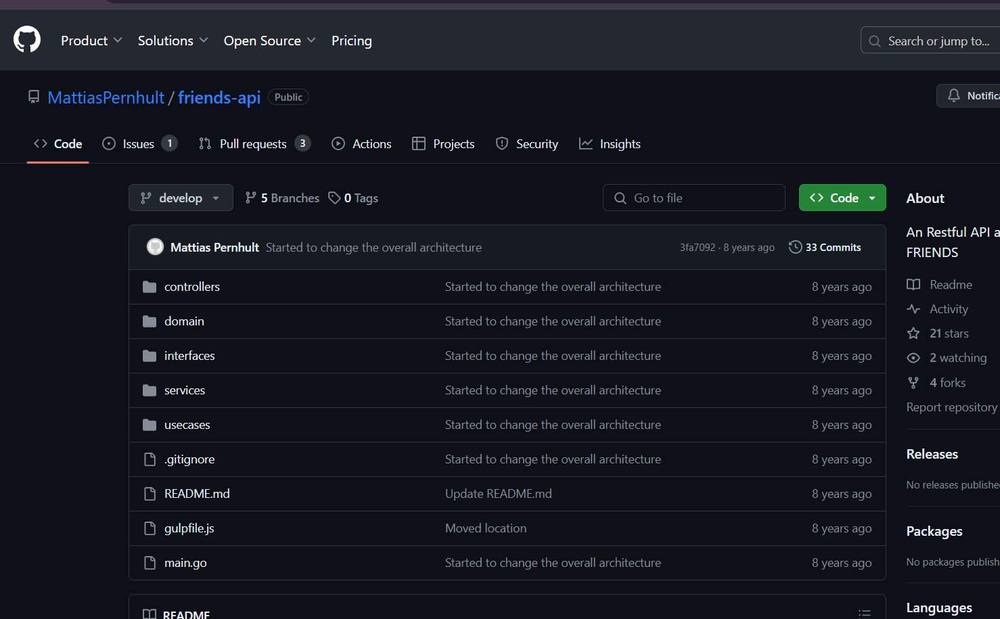 Product Solutions Open Source Pricing Search or jump to...
MattiasPernhult / friends-api Public
Code Issues 1 Pull requests 3 Actions Projects Security Insights
develop 5 Branches 0 Tags Go to file Code
Mattias Pernhult Started to change the overall architecture 3fa7092 · 8 years ago 33 Commits
controllers Started to change the overall architecture 8 years ago
domain Started to change the overall architecture 8 years ago
interfaces Started to change the overall architecture 8 years ago
services Started to change the overall architecture 8 years ago
usecases Started to change the overall architecture 8 years ago
.gitignore Started to change the overall architecture 8 years ago
README.md Update README.md 8 years ago
gulpfile.js Moved location 8 years ago
main.go Started to change the overall architecture 8 years ago
README
About
An Restful API
FRIENDS
Readme
Activity
21 stars
2 watching
4 forks
Report repository
Releases
No releases
Packages
No packages
Languages